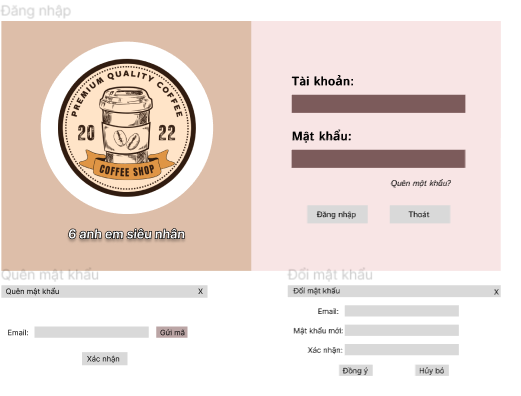 Đăng nhập
PREMIUM QUALITY COFFEE
20 22
COFFEE SHOP
6 anh em siêu nhân
Tài khoản:
Mật khẩu:
Quên mật khẩu?
Đăng nhập Thoát
Quên mật khẩu
Quên mật khẩu X
Email: Gửi mã
Xác nhận
Đổi mật khẩu
Đổi mật khẩu X
Email:
Mật khẩu mới:
Xác nhận:
Đồng ý Hủy bỏ